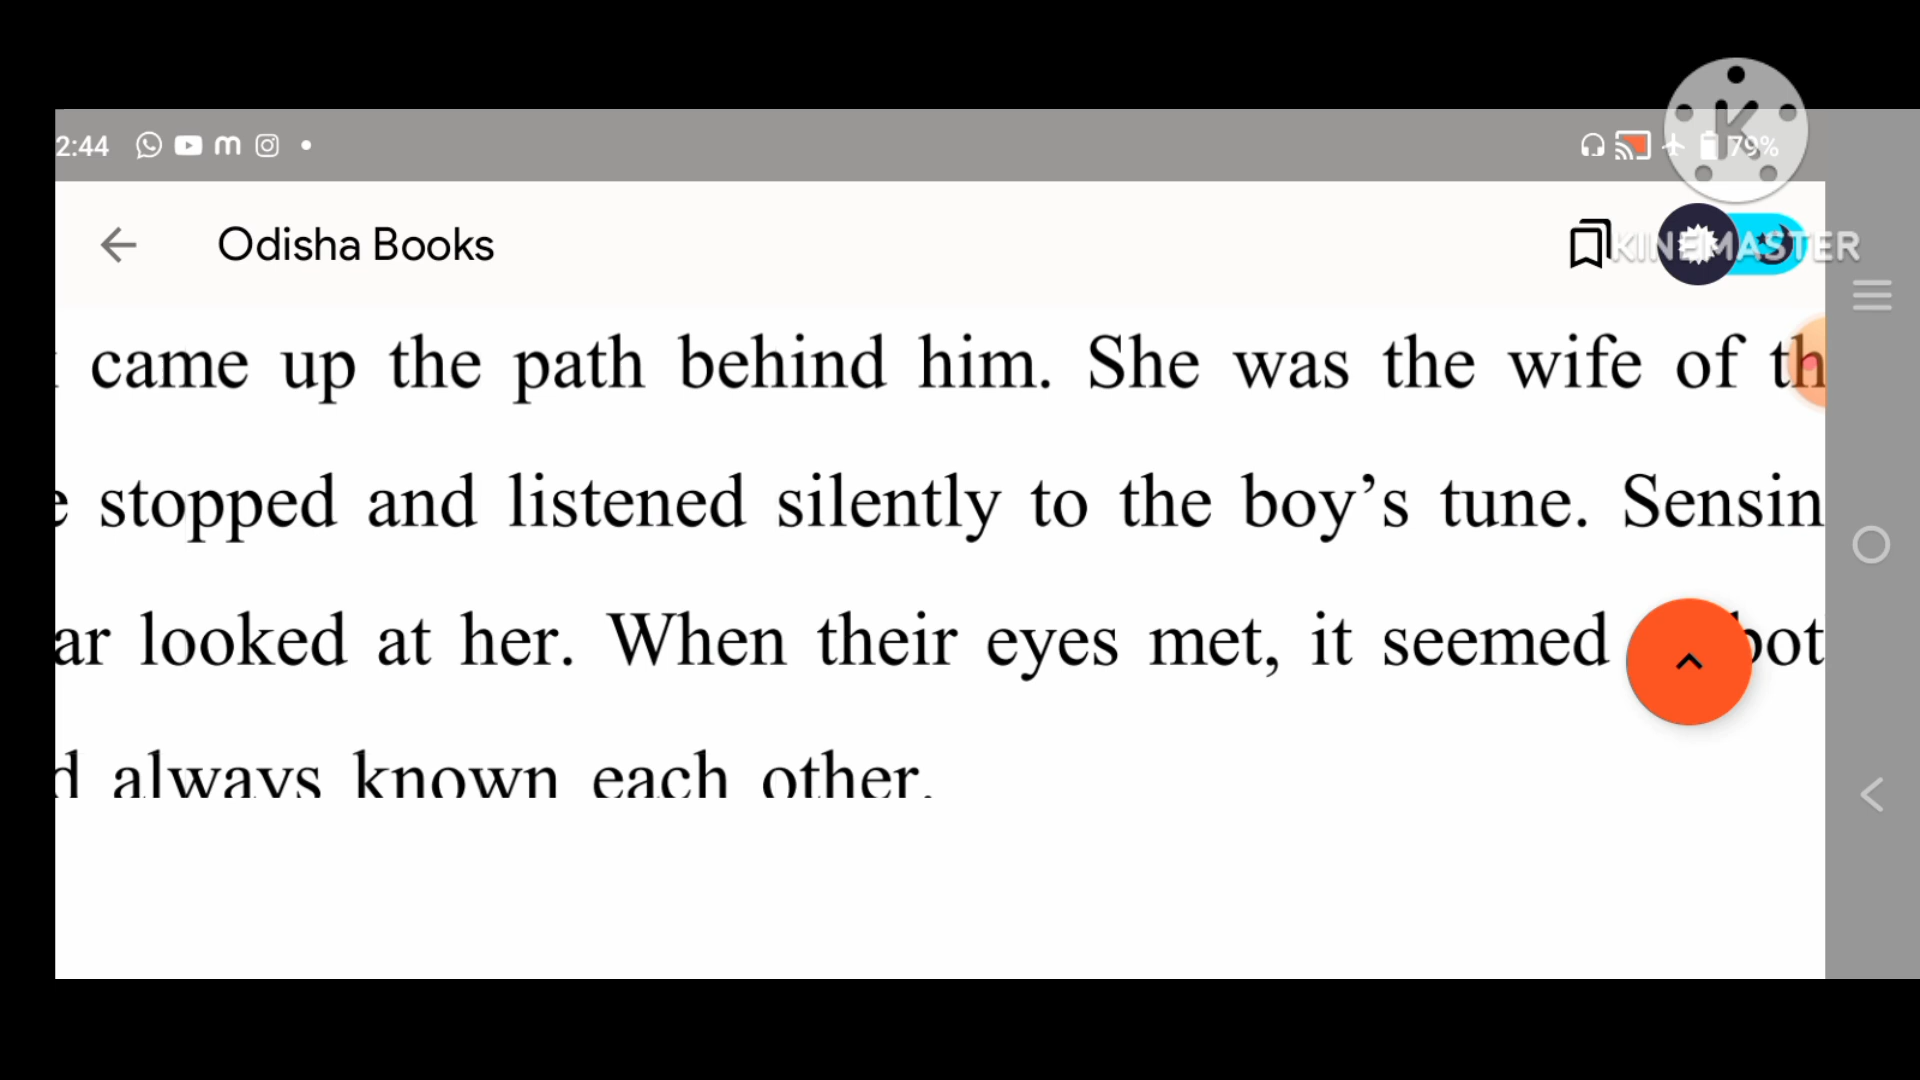 2:44 m 79%
Odisha Books
KINEMASTER
came up the path behind him. She was the wife of th
e stopped and listened silently to the boy’s tune. Sensin
ar looked at her. When their eyes met, it seemed bot
d always known each other.